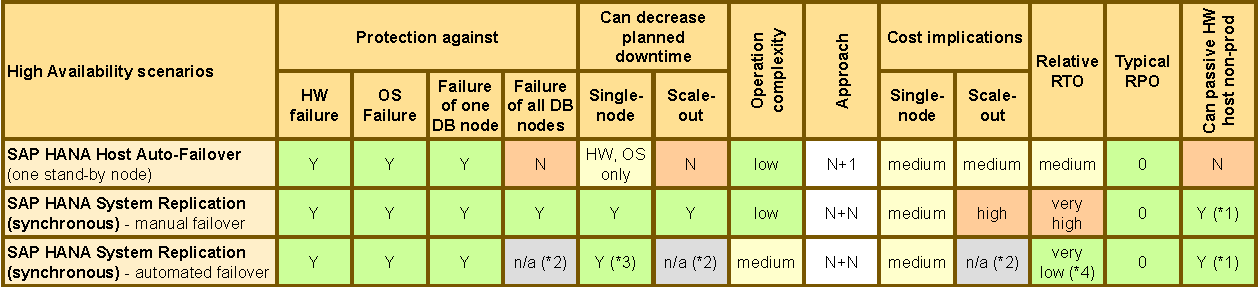 High Availability scenarios
Protection against
Can decrease
planned
downtime
Operation
complexity
Approach
Cost implications
Relative
RTO
Typical
RPO
Can passive HW
host non-prod
HW
failure
OS
Failure
Failure
of one
DB node
Failure
of all DB
nodes
Single-
node
Scale-
out
Single-
node
Scale-
out
SAP HANA Host Auto-Failover
(one stand-by node)
Y
Y
Y
N
HW, OS
only
N
low
N+1
medium
medium
medium
0
N
SAP HANA System Replication
(synchronous) - manual failover
Y
Y
Y
Y
Y
Y
low
N+N
medium
high
very
high
0
Y (*1)
SAP HANA System Replication
(synchronous) - automated failover
Y
Y
Y
n/a (*2)
Y (*3)
n/a (*2)
medium
N+N
medium
n/a (*2)
very
low (*4)
0
Y (*1)